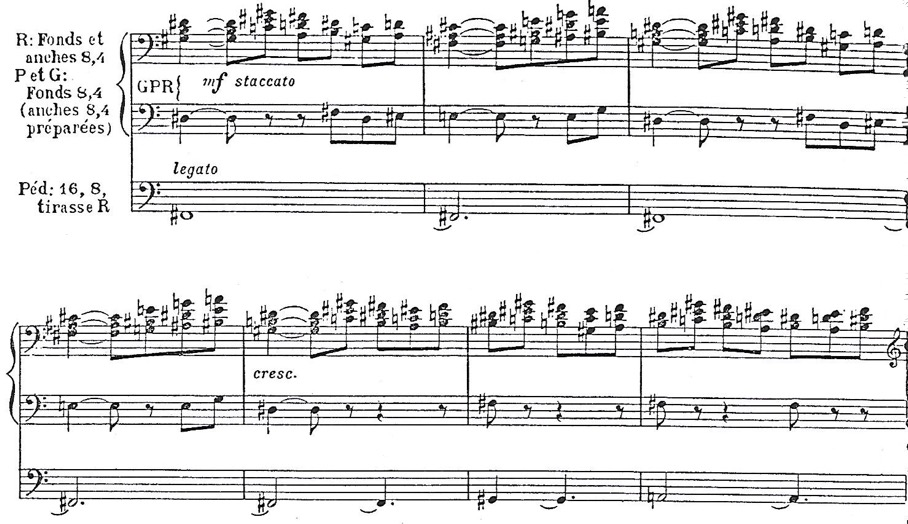 R: Fonds et
anches 8,4
P et G:
Fonds 8,4
(anches 8,4
préparées)
GPR{
mf staccato
legato
Péd: 16, 8,
tirasse R
cresc.